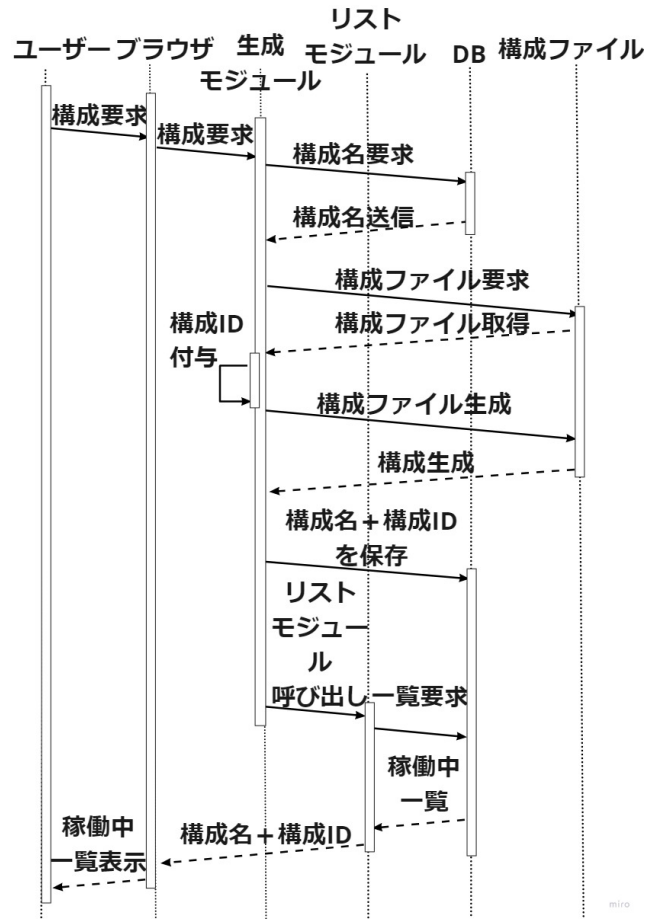 ユーザー ブラウザ 生成
モジュール
リスト
モジュール
DB 構成ファイル
構成要求
構成要求
構成名要求
構成名送信
構成ファイル要求
構成ファイル取得
構成ID
付与
構成ファイル生成
構成生成
構成名＋構成ID
を保存
リスト
モジュー
ル
呼び出し
一覧要求
稼働中
一覧
構成名＋構成ID
稼働中
一覧表示
miro